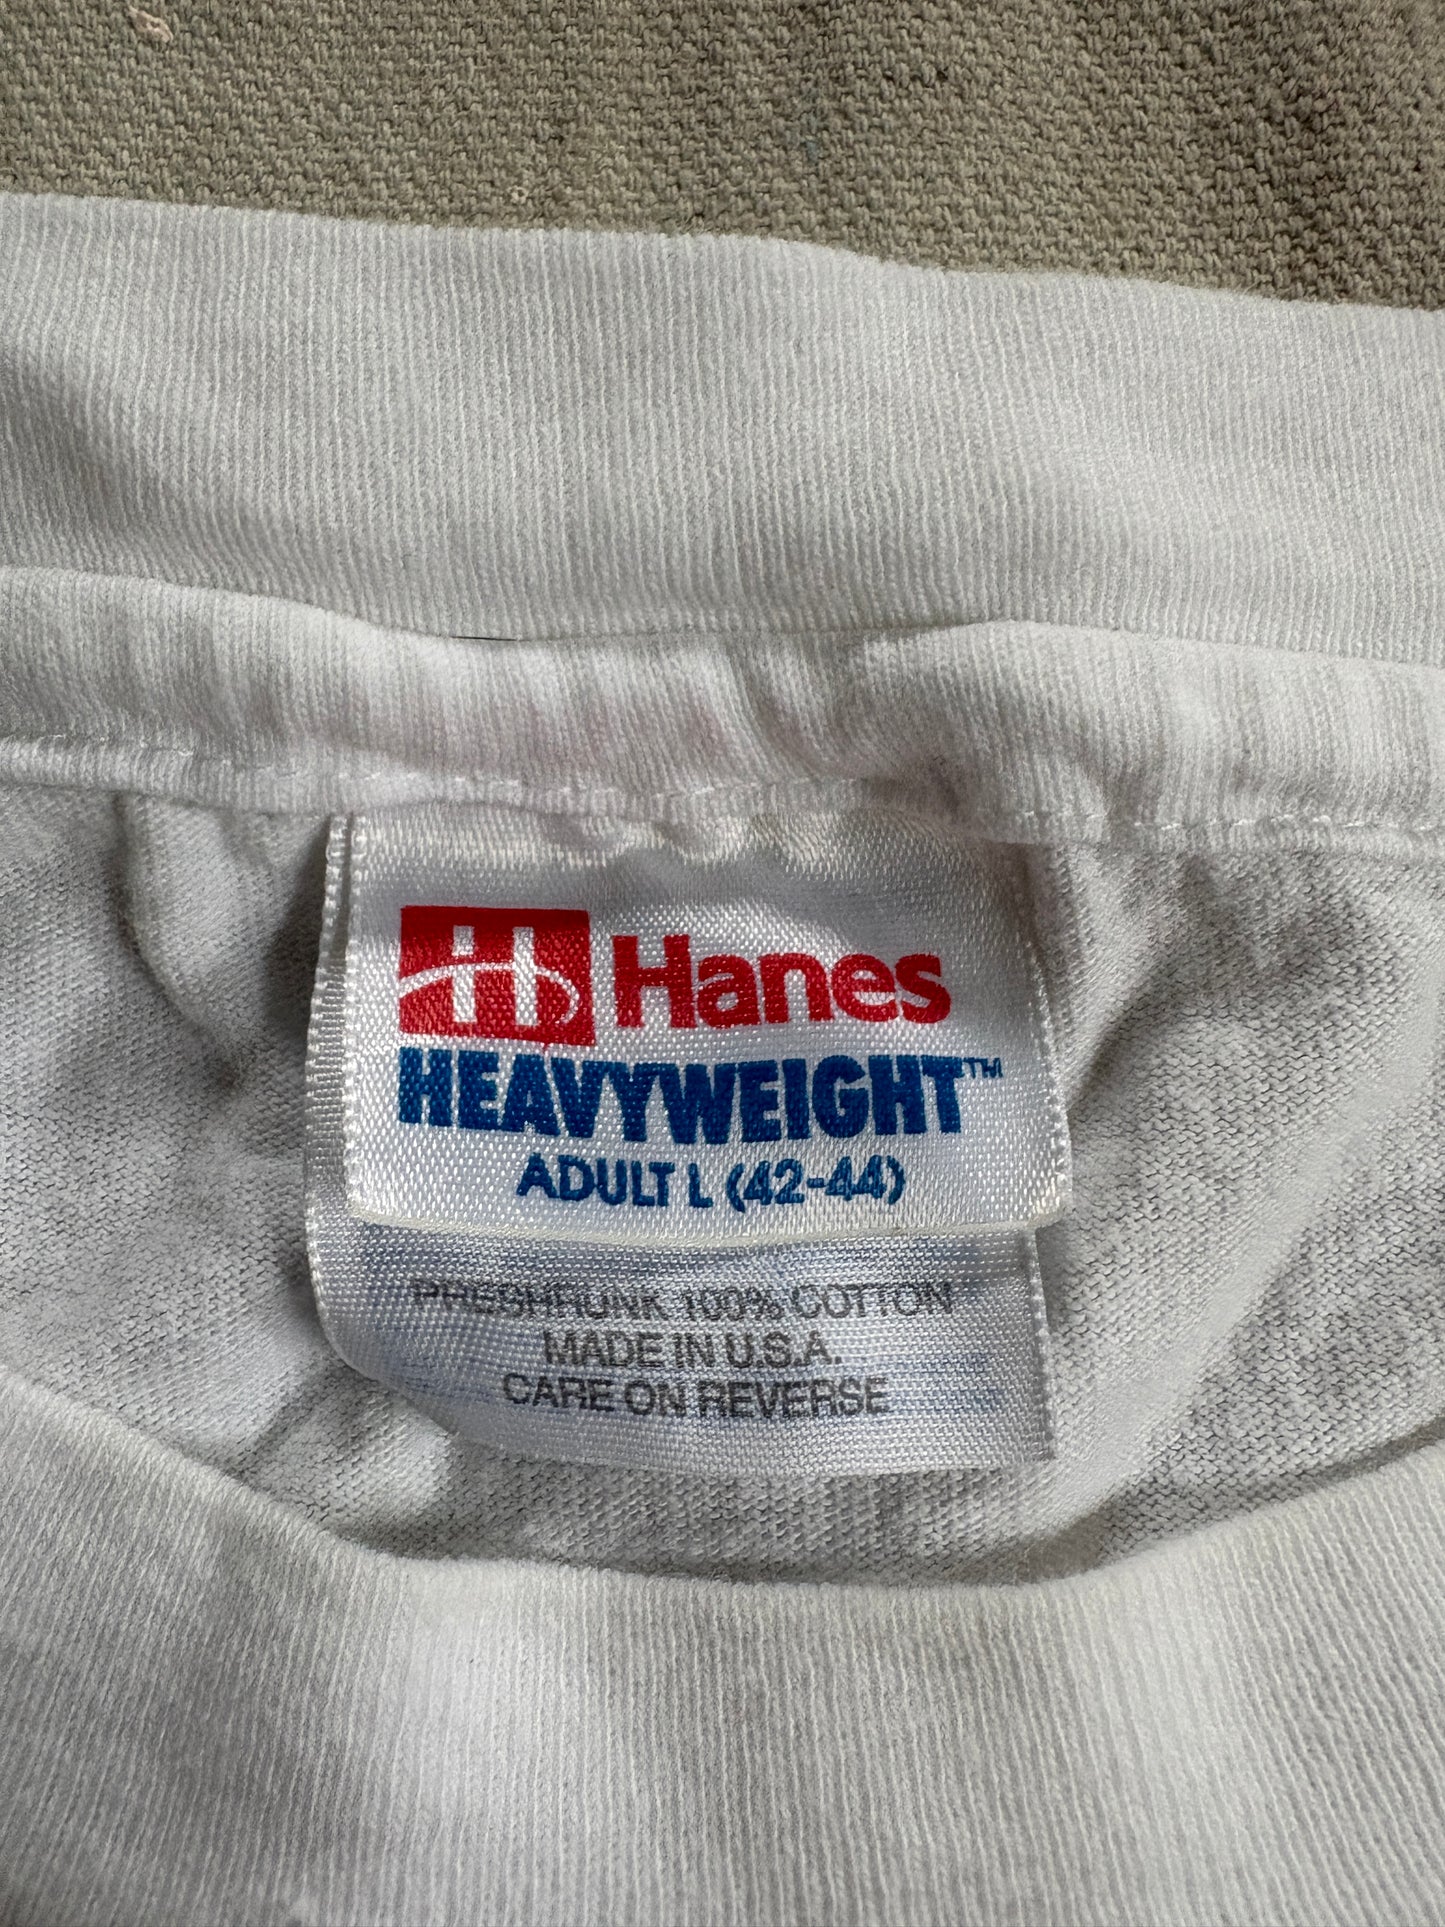 H Hanes
HEAVYWEIGHT™
ADULT L (42-44)
PRESHRUNK 100% COTTON
MADE IN U.S.A.
CARE ON REVERSE